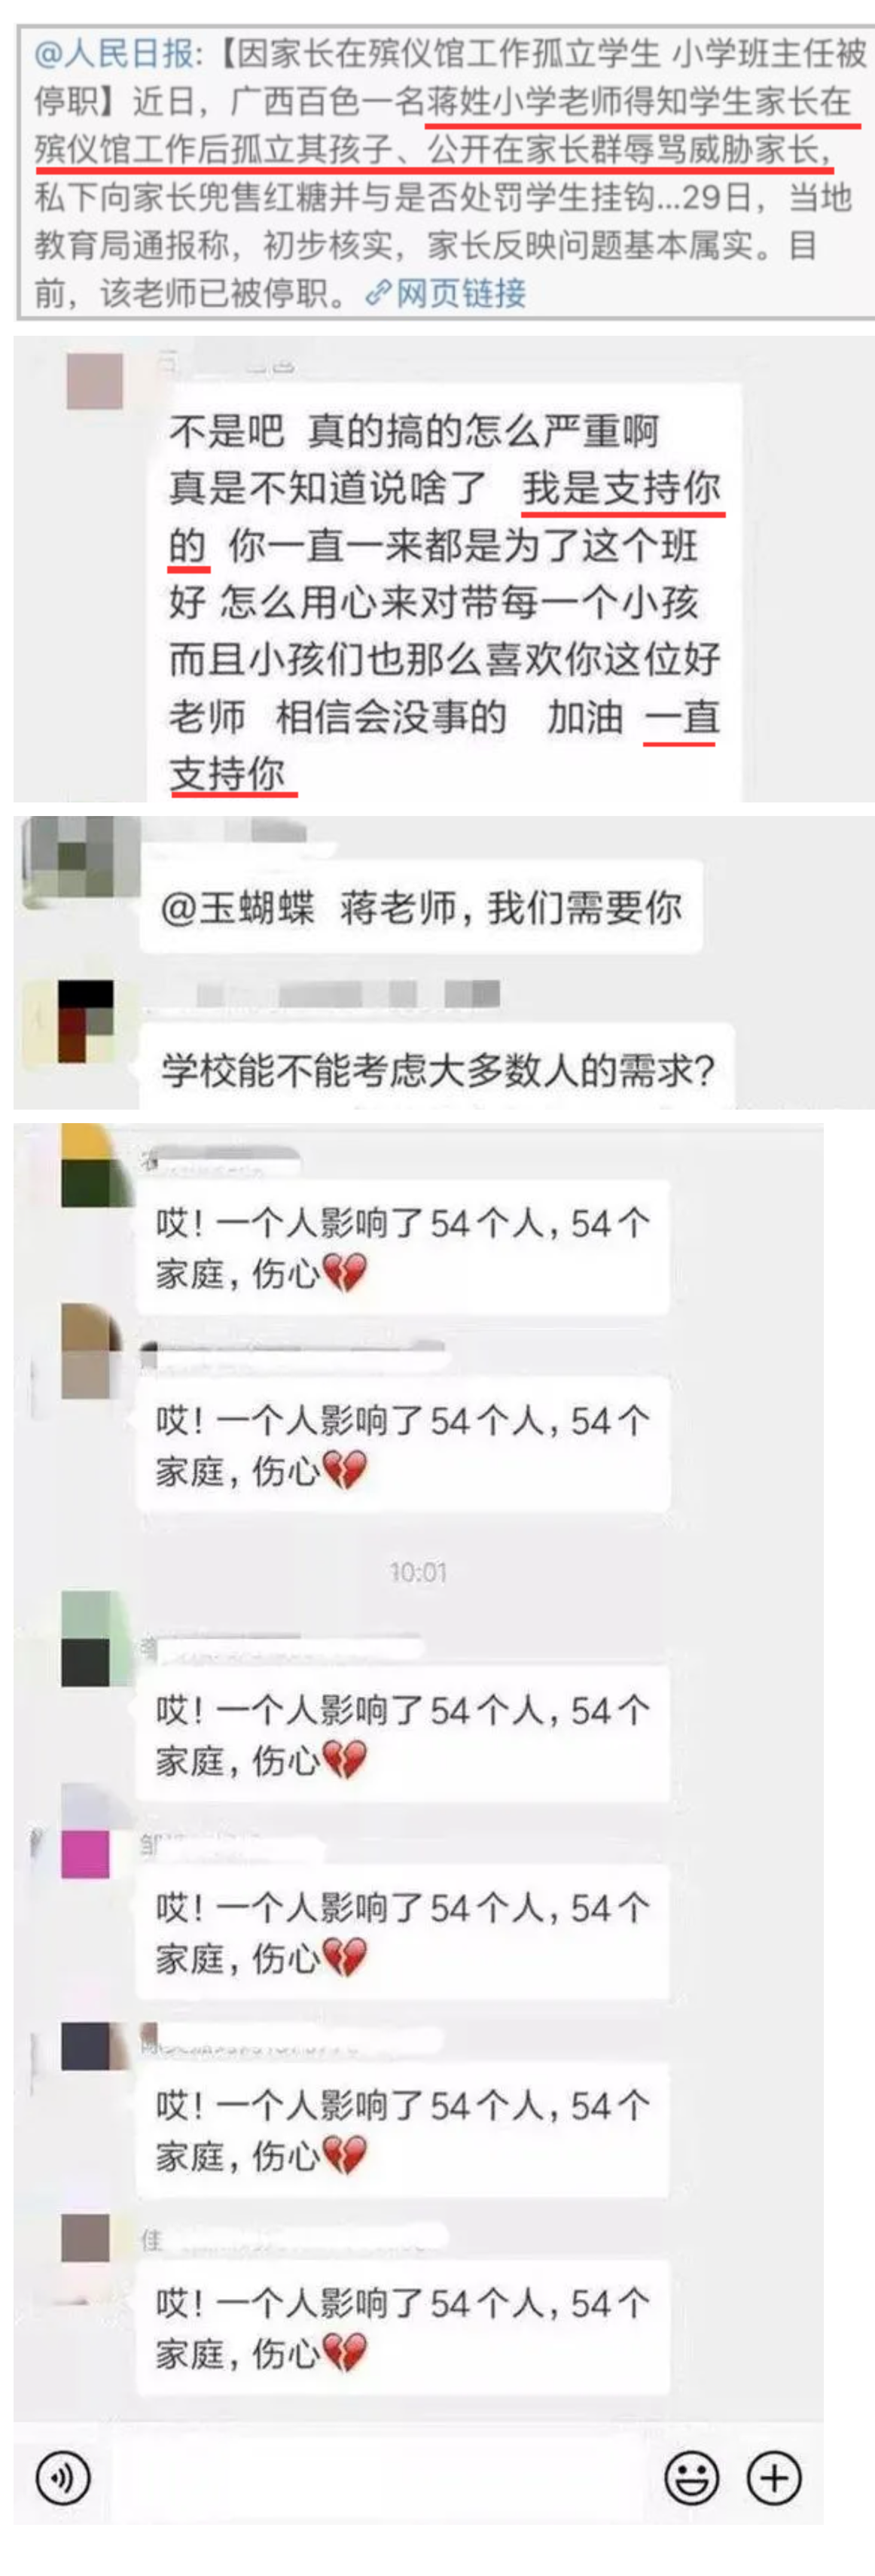 @人民日报:【因家长在殡仪馆工作孤立学生 小学班主任被
停职】近日，广西百色一名蒋姓小学老师得知学生家长在
殡仪馆工作后孤立其孩子、公开在家长群辱骂威胁家长，
私下向家长兜售红糖并与是否处罚学生挂钩...29日，当地
教育局通报称，初步核实，家长反映问题基本属实。目
前，该老师已被停职。网页链接
不是吧 真的搞的怎么严重啊
真是不知道说啥了 我是支持你
的 你一直一来都是为了这个班
好 怎么用心来对带每一个小孩
而且小孩们也那么喜欢你这位好
老师 相信会没事的 加油 一直
支持你
@玉蝴蝶 蒋老师，我们需要你
学校能不能考虑大多数人的需求？
哎！一个人影响了54个人，54个
家庭，伤心💔
哎！一个人影响了54个人，54个
家庭，伤心💔
10:01
哎！一个人影响了54个人，54个
家庭，伤心💔
邹
哎！一个人影响了54个人，54个
家庭，伤心💔
哎！一个人影响了54个人，54个
家庭，伤心💔
佳
哎！一个人影响了54个人，54个
家庭，伤心💔